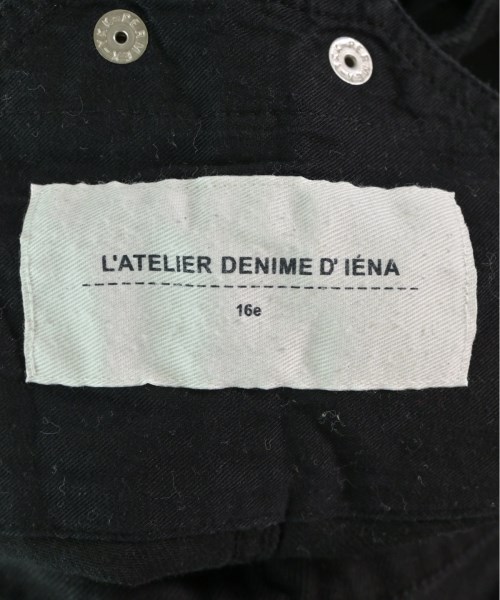 L'ATELIER DENIME D' IÉNA
16e